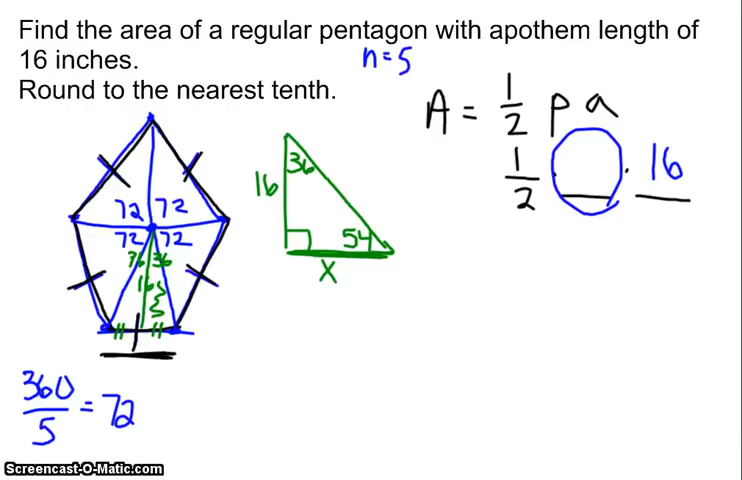 Find the area of a regular pentagon with apothem length of
16 inches.
n=5
Round to the nearest tenth.
A = 1/2 p a
1/2 . 16
72 72
72 72
36 36
16
36
16
54
x
360/5 = 72
Screencast-O-Matic.com